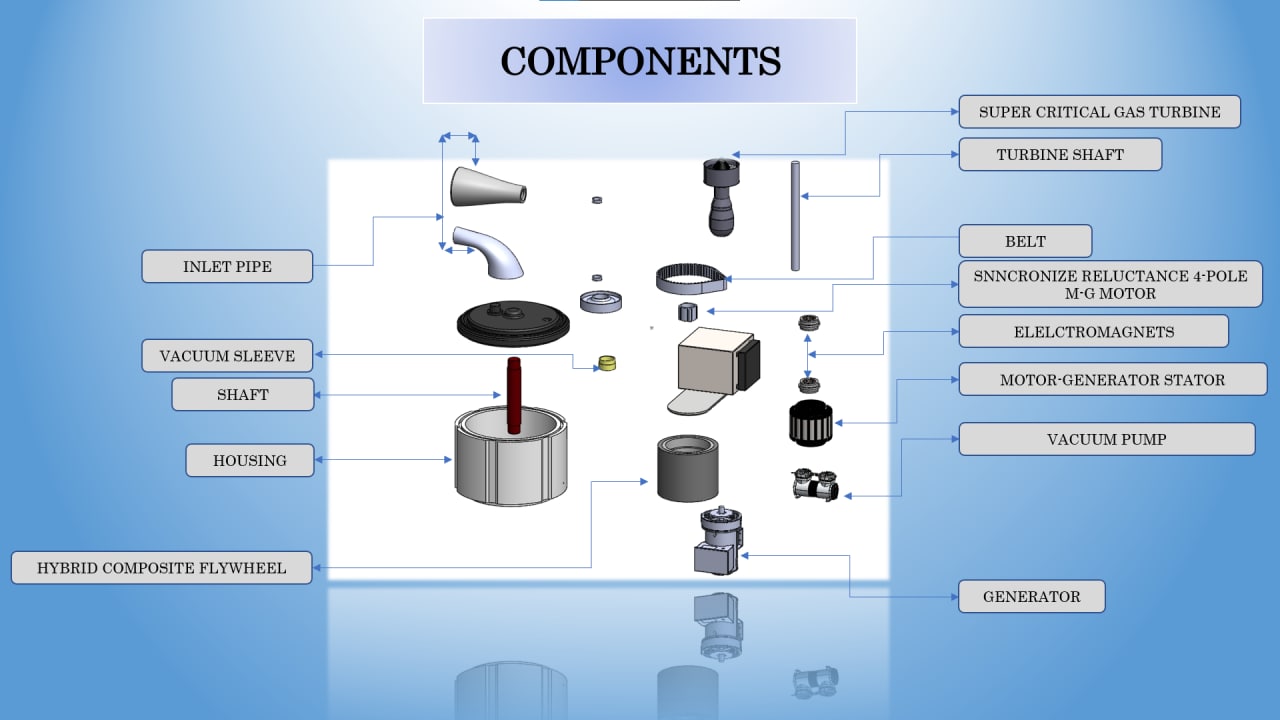 COMPONENTS
SUPER CRITICAL GAS TURBINE
TURBINE SHAFT
BELT
SNNCRONIZE RELUCTANCE 4-POLE
M-G MOTOR
ELELCTROMAGNETS
MOTOR-GENERATOR STATOR
VACUUM PUMP
GENERATOR
INLET PIPE
VACUUM SLEEVE
SHAFT
HOUSING
HYBRID COMPOSITE FLYWHEEL